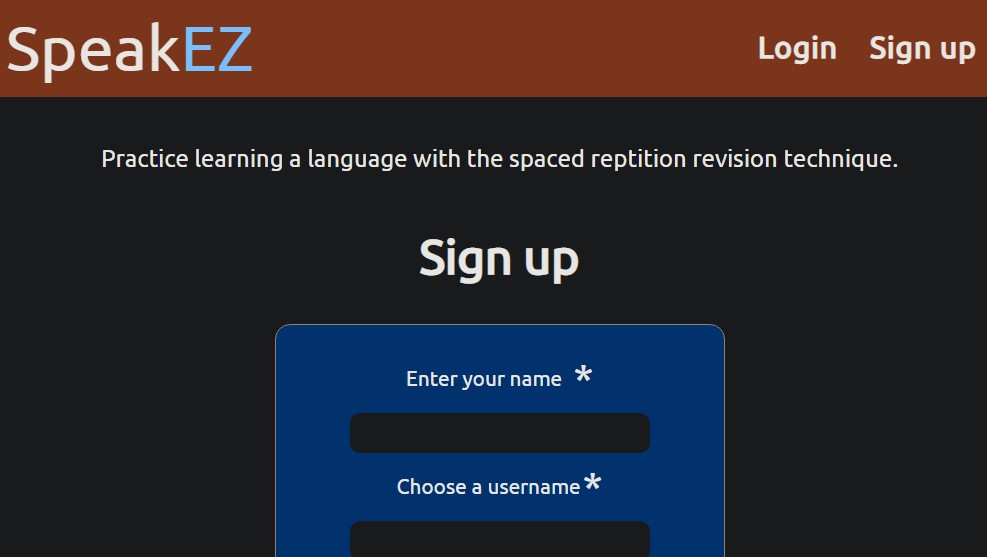 SpeakEZ
Login Sign up
Practice learning a language with the spaced reptition revision technique.
Sign up
Enter your name *
Choose a username*